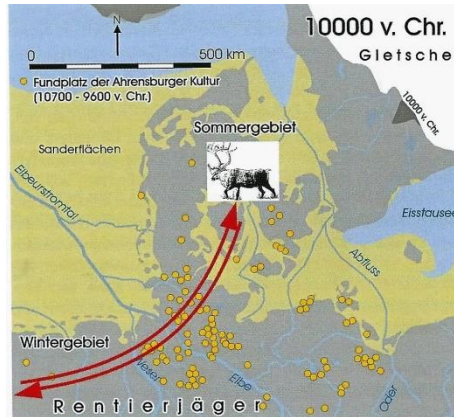 N
10000 v. Chr.
Gletsche
0 500 km
Fundplatz der Ahrensburger Kultur
(10700 - 9600 v. Chr.)
10000 v. Chr.
Sommergebiet
Sanderflächen
Elbeurstromtal
Eisstausee
Abfluss
Wintergebiet
Weser
Elbe
Oder
Rentierjäger